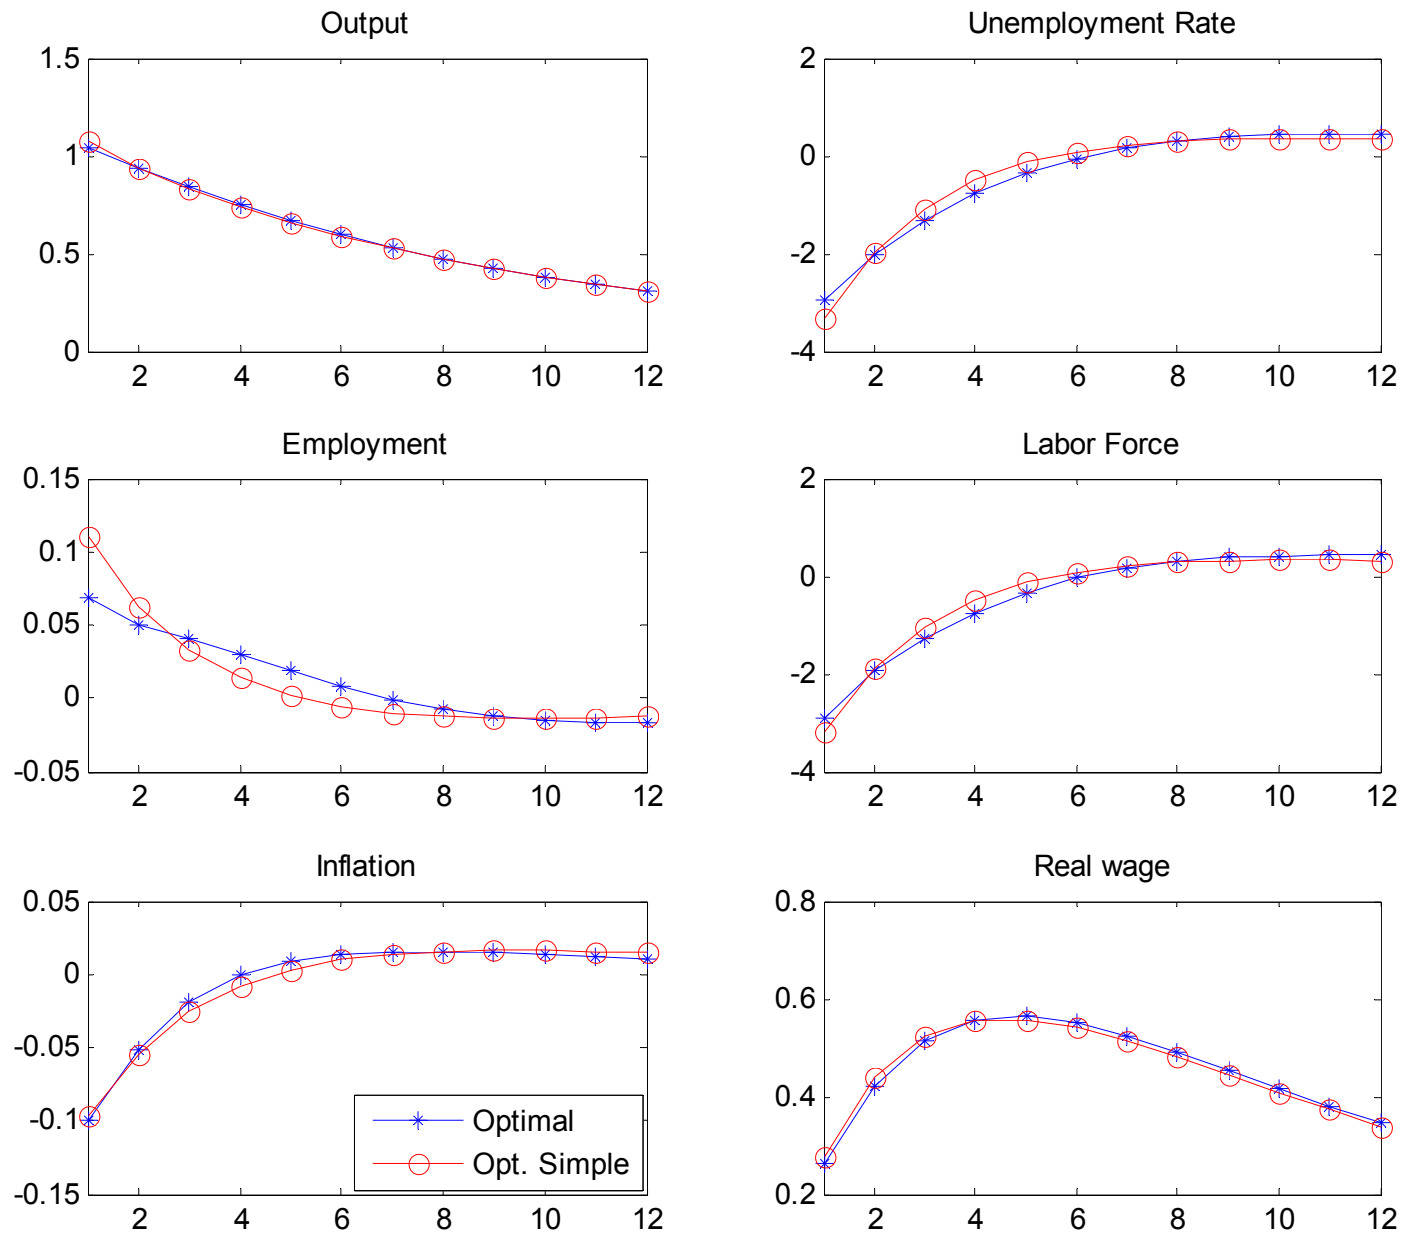 Output
1.5
1
0.5
0
2 4 6 8 10 12
Unemployment Rate
2
0
-2
-4
2 4 6 8 10 12
Employment
0.15
0.1
0.05
0
-0.05
2 4 6 8 10 12
Labor Force
2
0
-2
-4
2 4 6 8 10 12
Inflation
0.05
0
-0.05
-0.1
-0.15
2 4 6 8 10 12
Optimal
Opt. Simple
Real wage
0.8
0.6
0.4
0.2
2 4 6 8 10 12